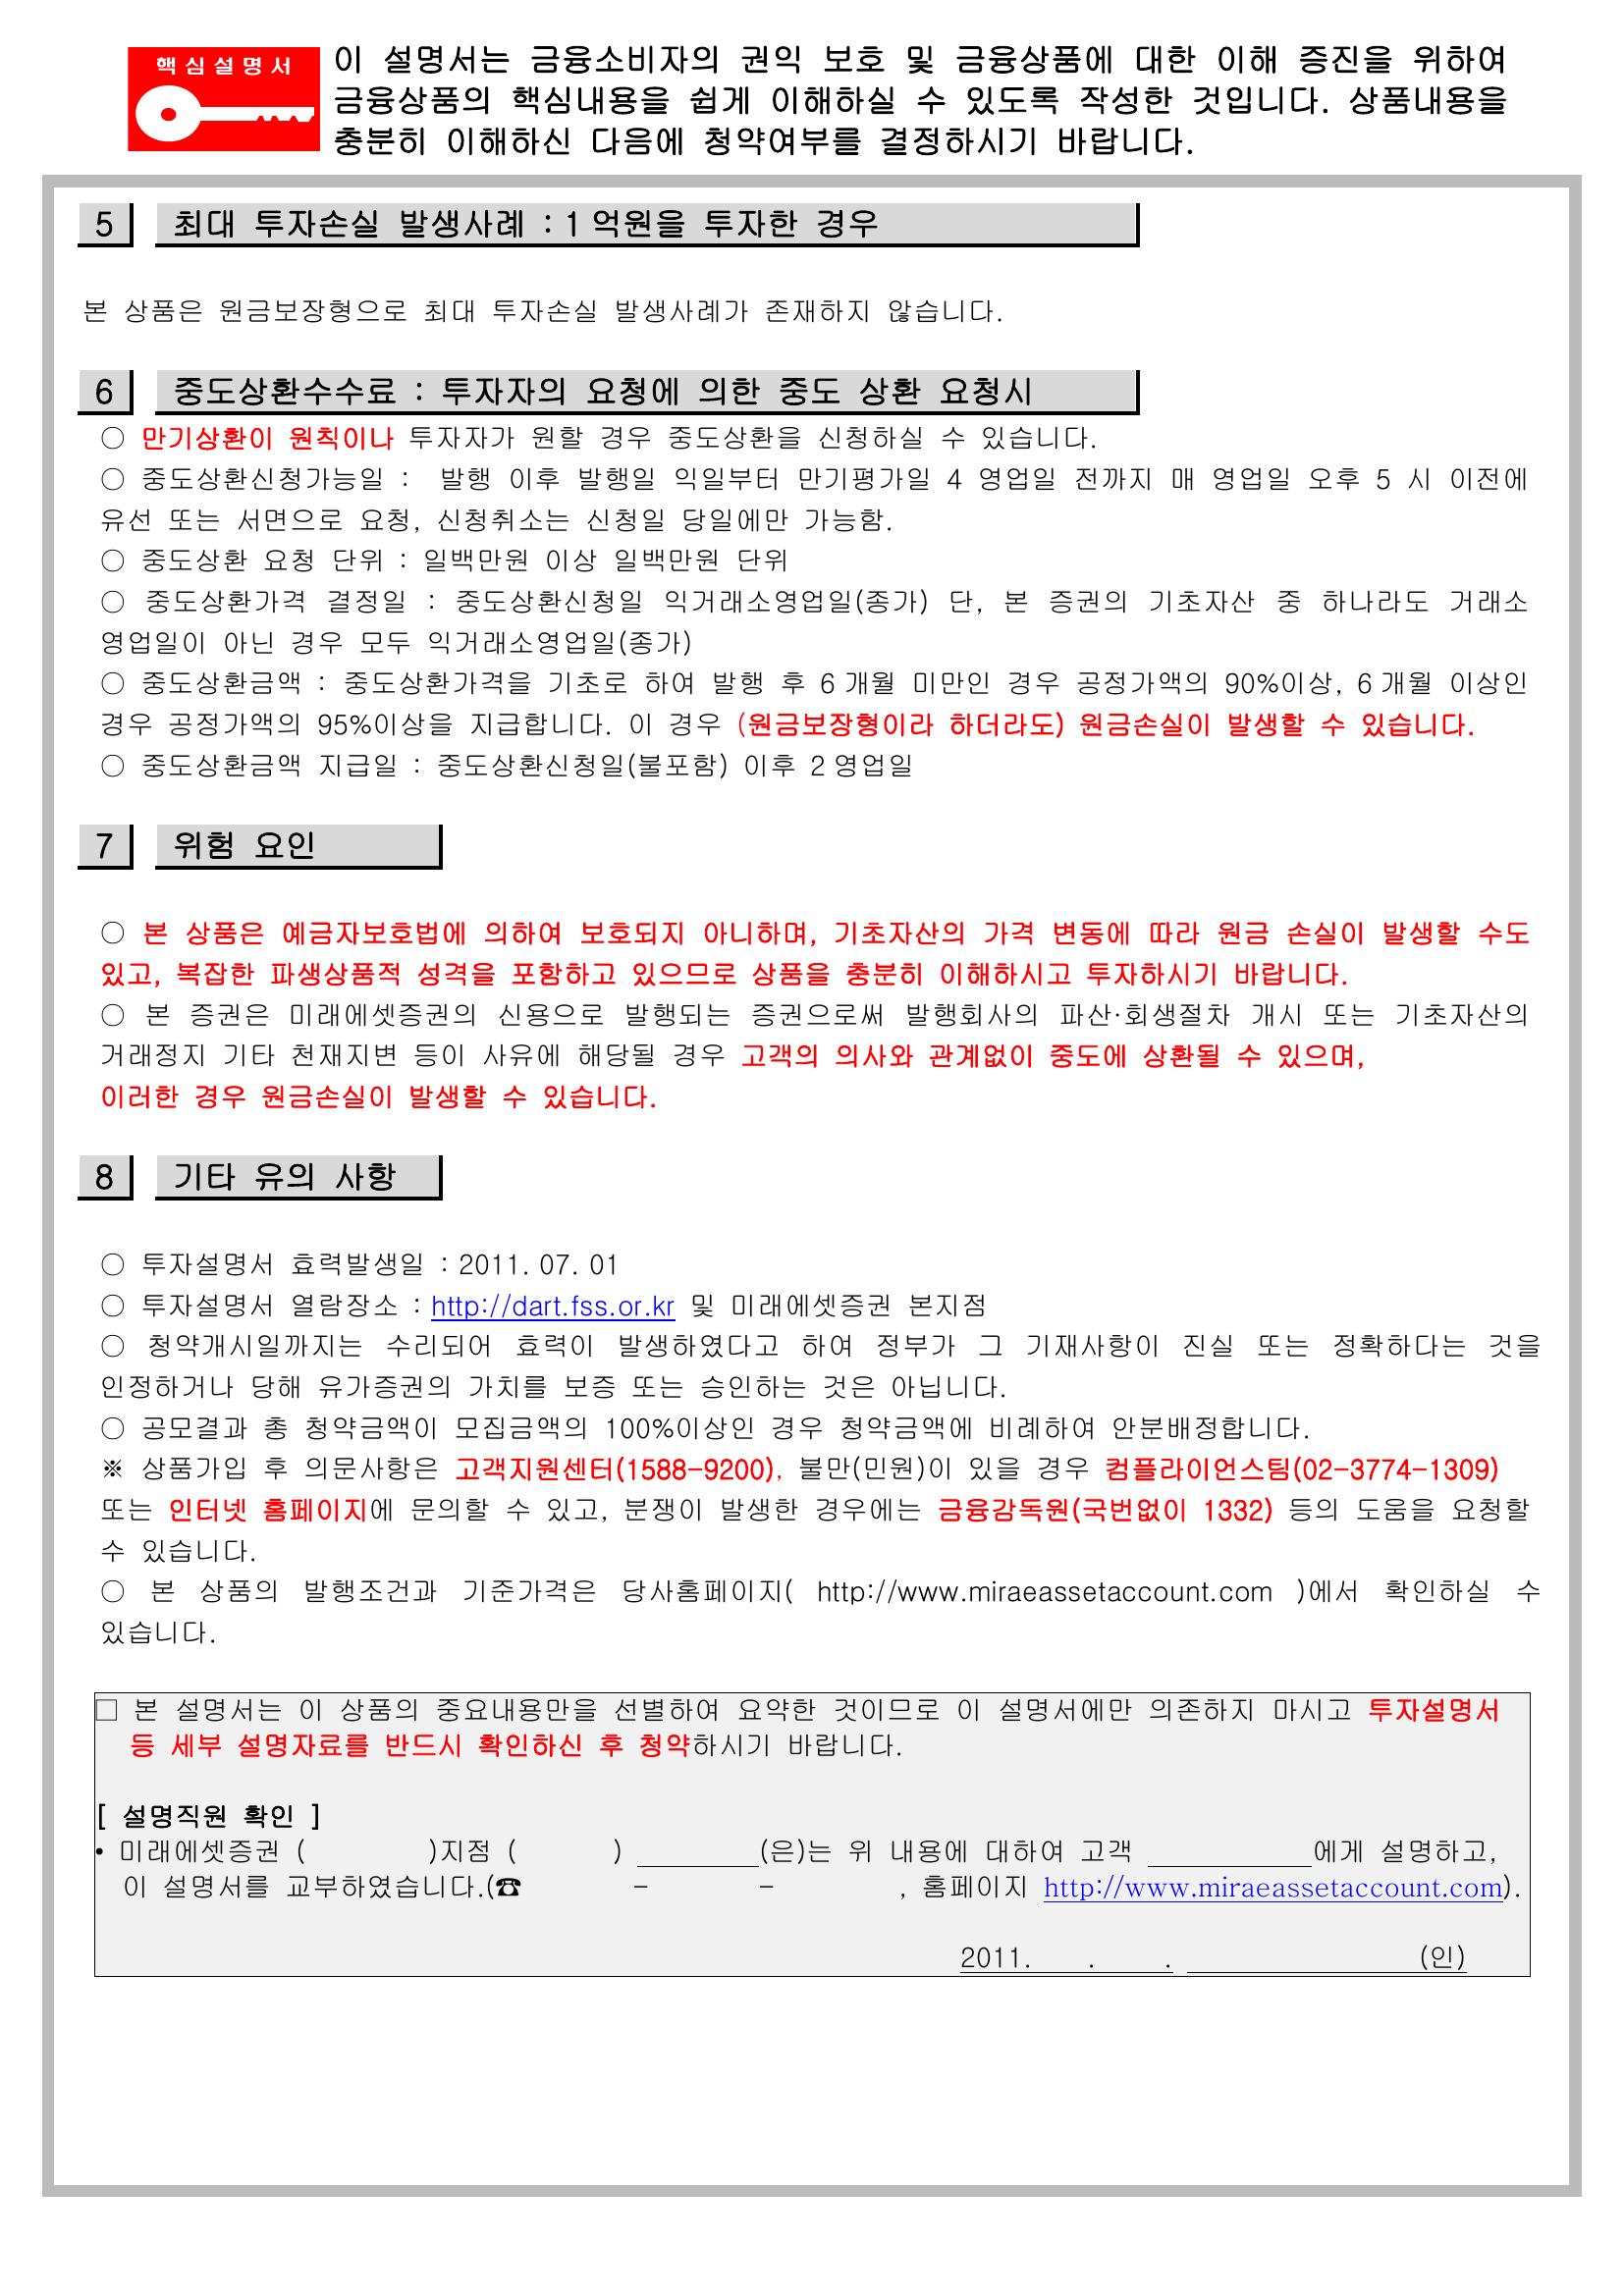 핵심설명서
이 설명서는 금융소비자의 권익 보호 및 금융상품에 대한 이해 증진을 위하여
금융상품의 핵심내용을 쉽게 이해하실 수 있도록 작성한 것입니다. 상품내용을
충분히 이해하신 다음에 청약여부를 결정하시기 바랍니다.
5 최대 투자손실 발생사례 : 1 억원을 투자한 경우
본 상품은 원금보장형으로 최대 투자손실 발생사례가 존재하지 않습니다.
6 중도상환수수료 : 투자자의 요청에 의한 중도 상환 요청시
○ 만기상환이 원칙이나 투자자가 원할 경우 중도상환을 신청하실 수 있습니다.
○ 중도상환신청가능일 : 발행 이후 발행일 익일부터 만기평가일 4 영업일 전까지 매 영업일 오후 5 시 이전에
유선 또는 서면으로 요청, 신청취소는 신청일 당일에만 가능함.
○ 중도상환 요청 단위 : 일백만원 이상 일백만원 단위
○ 중도상환가격 결정일 : 중도상환신청일 익거래소영업일(종가) 단, 본 증권의 기초자산 중 하나라도 거래소
영업일이 아닌 경우 모두 익거래소영업일(종가)
○ 중도상환금액 : 중도상환가격을 기초로 하여 발행 후 6 개월 미만인 경우 공정가액의 90%이상, 6 개월 이상인
경우 공정가액의 95%이상을 지급합니다. 이 경우 (원금보장형이라 하더라도) 원금손실이 발생할 수 있습니다.
○ 중도상환금액 지급일 : 중도상환신청일(불포함) 이후 2 영업일
7 위험 요인
○ 본 상품은 예금자보호법에 의하여 보호되지 아니하며, 기초자산의 가격 변동에 따라 원금 손실이 발생할 수도
있고, 복잡한 파생상품적 성격을 포함하고 있으므로 상품을 충분히 이해하시고 투자하시기 바랍니다.
○ 본 증권은 미래에셋증권의 신용으로 발행되는 증권으로써 발행회사의 파산·회생절차 개시 또는 기초자산의
거래정지 기타 천재지변 등이 사유에 해당될 경우 고객의 의사와 관계없이 중도에 상환될 수 있으며,
이러한 경우 원금손실이 발생할 수 있습니다.
8 기타 유의 사항
○ 투자설명서 효력발생일 : 2011. 07. 01
○ 투자설명서 열람장소 : http://dart.fss.or.kr 및 미래에셋증권 본지점
○ 청약개시일까지는 수리되어 효력이 발생하였다고 하여 정부가 그 기재사항이 진실 또는 정확하다는 것을
인정하거나 당해 유가증권의 가치를 보증 또는 승인하는 것은 아닙니다.
○ 공모결과 총 청약금액이 모집금액의 100%이상인 경우 청약금액에 비례하여 안분배정합니다.
※ 상품가입 후 의문사항은 고객지원센터(1588-9200), 불만(민원)이 있을 경우 컴플라이언스팀(02-3774-1309)
또는 인터넷 홈페이지에 문의할 수 있고, 분쟁이 발생한 경우에는 금융감독원(국번없이 1332) 등의 도움을 요청할
수 있습니다.
○ 본 상품의 발행조건과 기준가격은 당사홈페이지( http://www.miraeassetaccount.com )에서 확인하실 수
있습니다.
□ 본 설명서는 이 상품의 중요내용만을 선별하여 요약한 것이므로 이 설명서에만 의존하지 마시고 투자설명서
등 세부 설명자료를 반드시 확인하신 후 청약하시기 바랍니다.
[ 설명직원 확인 ]
• 미래에셋증권 ( )지점 ( ) ________(은)는 위 내용에 대하여 고객 ___________에게 설명하고,
이 설명서를 교부하였습니다.(☎ - - , 홈페이지 http://www.miraeassetaccount.com).
2011. . . (인)